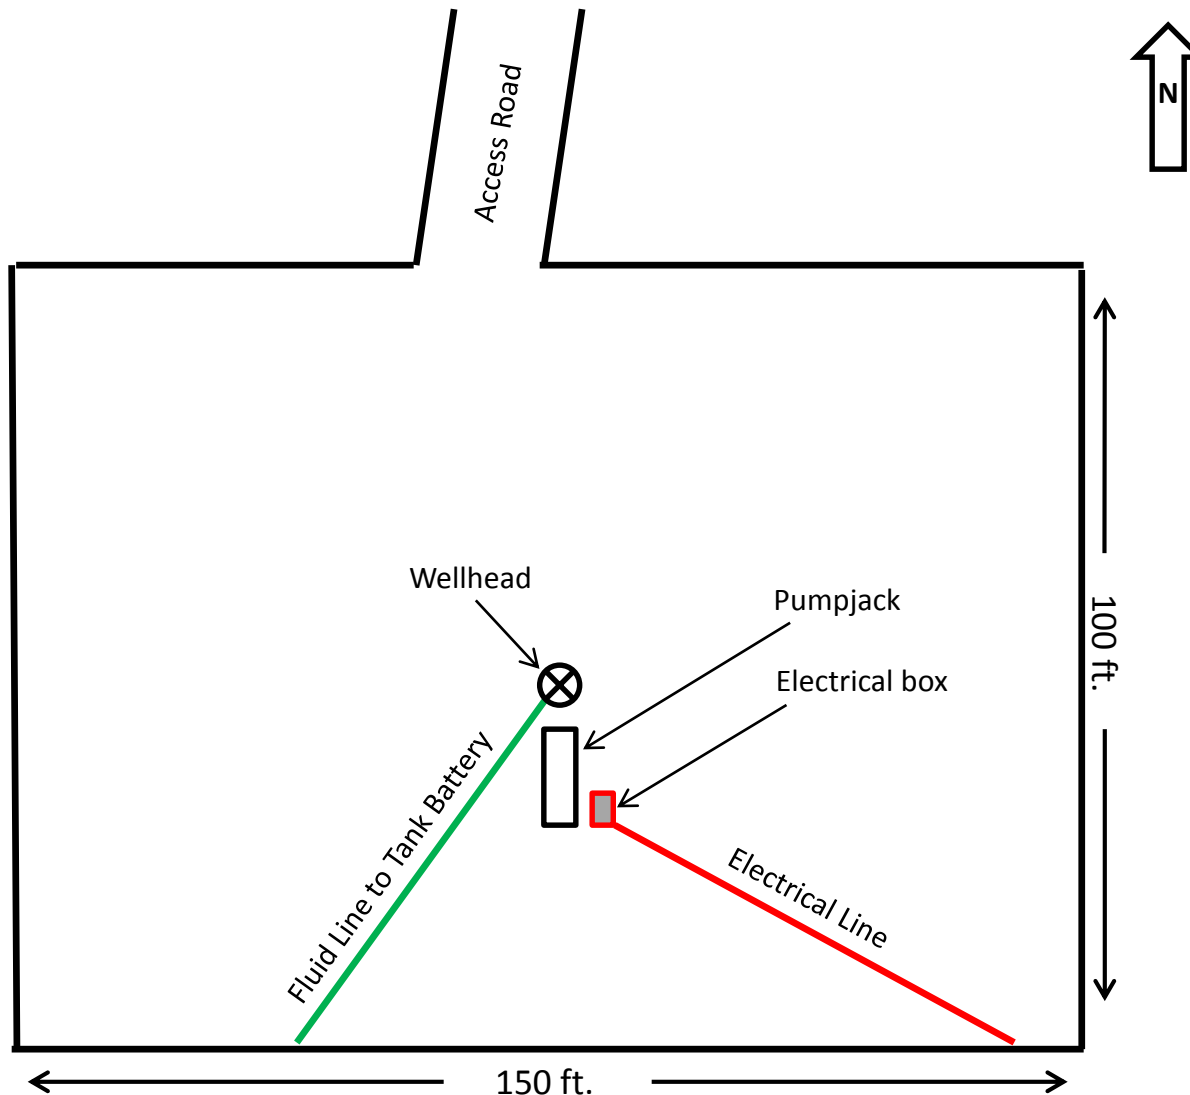 N
Access Road
Wellhead
Pumpjack
Electrical box
100 ft.
Fluid Line to Tank Battery
Electrical Line
150 ft.